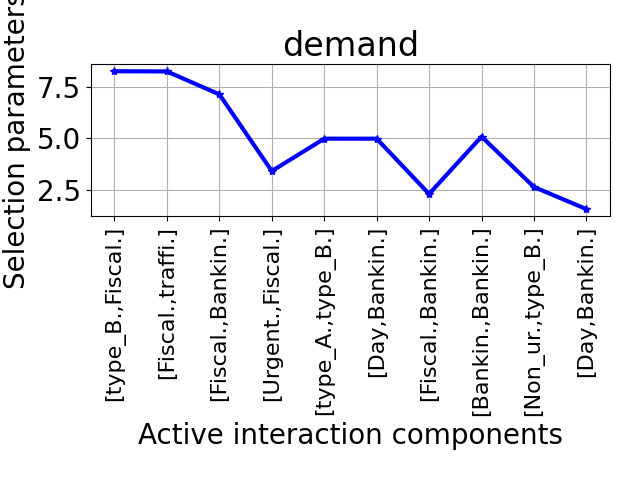 demand
Selection parameters
7.5
5.0
2.5
[type_B.,Fiscal.]
[Fiscal.,traffi.]
[Fiscal.,Bankin.]
[Urgent.,Fiscal.]
[type_A.,type_B.]
[Day,Bankin.]
[Fiscal.,Bankin.]
[Bankin.,Bankin.]
[Non_ur.,type_B.]
[Day,Bankin.]
Active interaction components